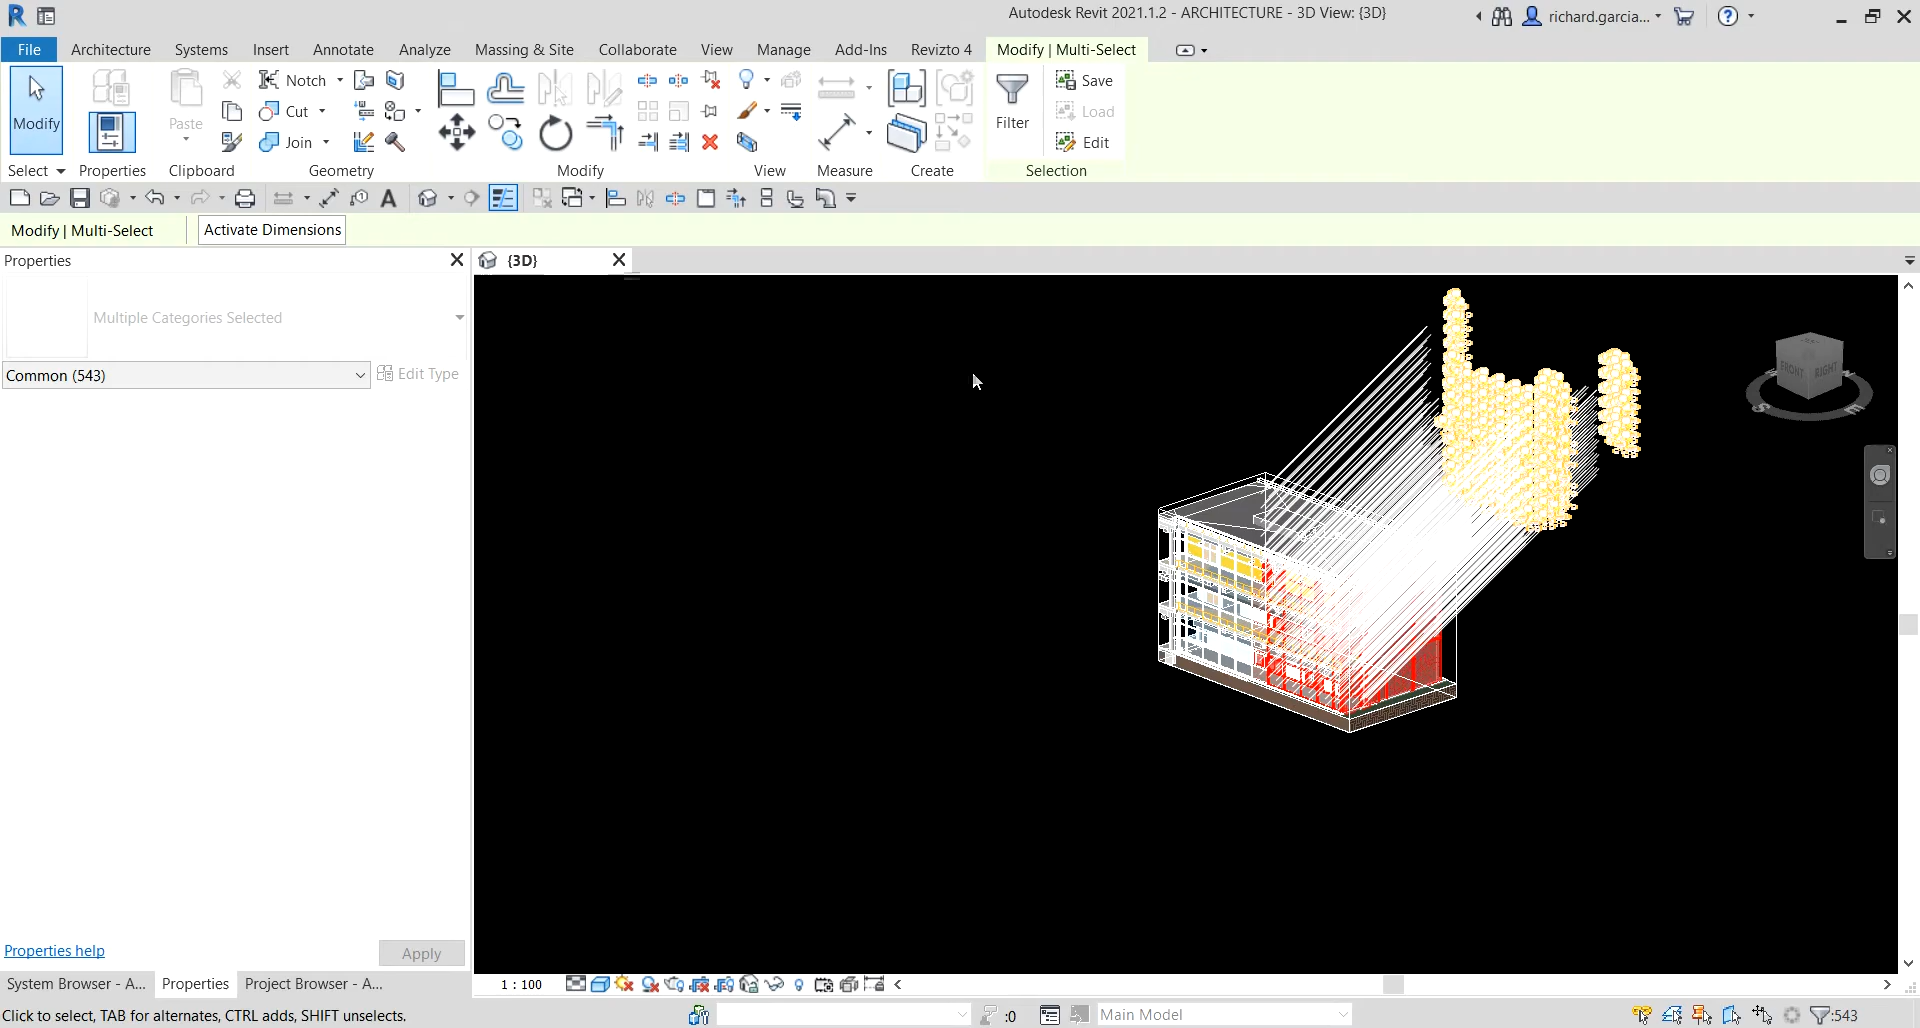 Autodesk Revit 2021.1.2 - ARCHITECTURE - 3D View: {3D}
richard.garcia...
File Architecture Systems Insert Annotate Analyze Massing & Site Collaborate View Manage Add-Ins Revizto 4 Modify | Multi-Select
Modify
Paste
Notch
Cut
Join
Filter
Save
Load
Edit
Select Properties Clipboard Geometry Modify View Measure Create Selection
Modify | Multi-Select Activate Dimensions
Properties
{3D}
Multiple Categories Selected
Common (543)
Edit Type
FRONT
RIGHT
S
E
Properties help
Apply
System Browser - A...
Properties
Project Browser - A...
1 : 100
Click to select, TAB for alternates, CTRL adds, SHIFT unselects.
:0
Main Model
:543